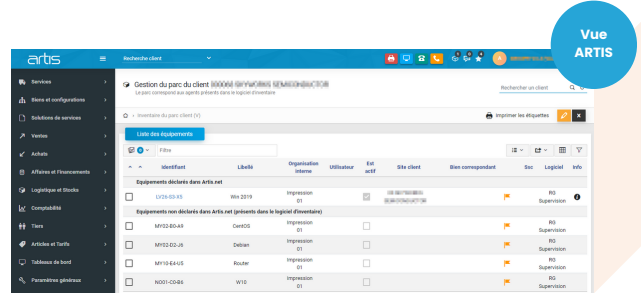 Vue
ARTIS
artis
Recherche client
Services
Biens et configurations
Solutions de services
Ventes
Achats
Affaires et Financements
Logistique et Stocks
Comptabilité
Tiers
Articles et Tarifs
Tableaux de bord
Paramètres généraux
Gestion du parc du client
Le parc correspond aux agents présents dans le logiciel d'inventaire
Rechercher un client
Inventaire du parc client (V)
Imprimer les étiquettes
Liste des équipements
0 Filtre
Identifiant Libellé Organisation interne Utilisateur Est actif Site client Bien correspondant Soc Logiciel Info
Equipements déclarés dans Artis.net
LV26-S3-X5 Win 2019 Impression 01 RG Supervision
Equipements non déclarés dans Artis.net (présents dans le logiciel d'inventaire)
MY02-B0-A9 CentOS Impression 01 RG Supervision
MY02-D2-J6 Debian Impression 01 RG Supervision
MY10-E4-U5 Router Impression 01 RG Supervision
NO01-C0-B6 W10 Impression 01 RG Supervision